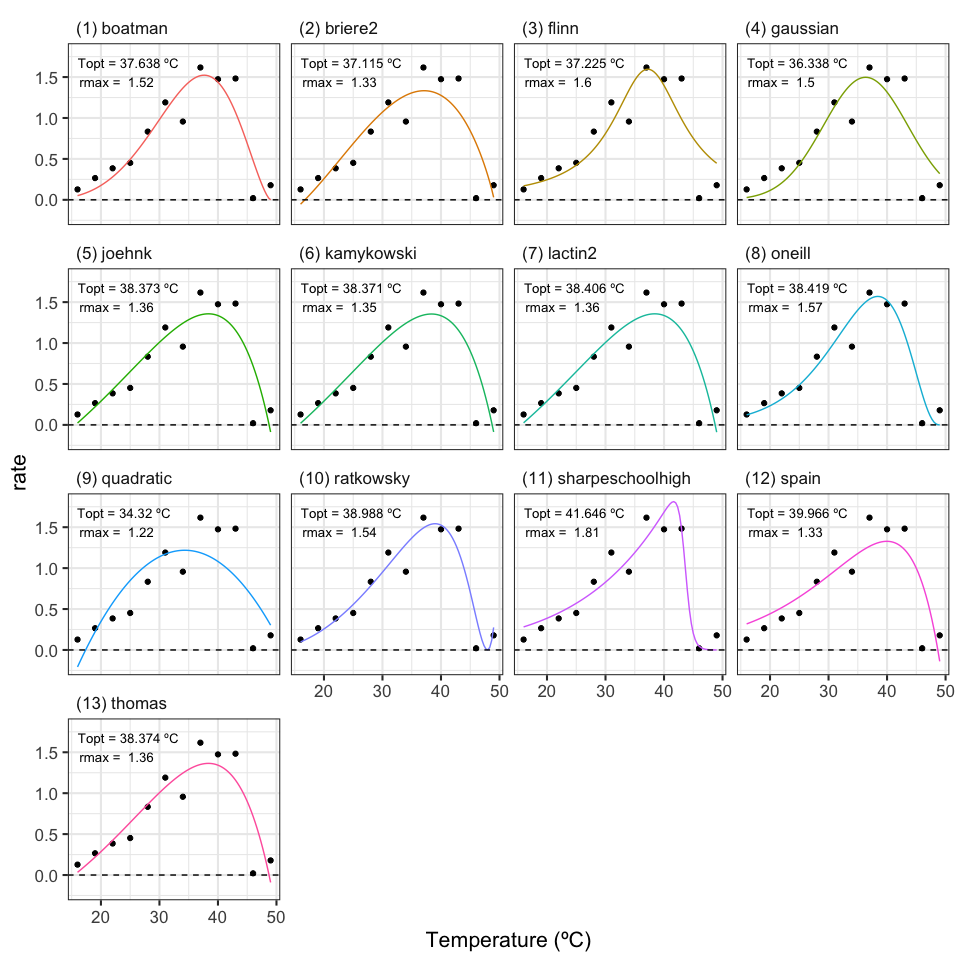 (1) boatman
Topt = 37.638 ºC
rmax = 1.52
(2) briere2
Topt = 37.115 ºC
rmax = 1.33
(3) flinn
Topt = 37.225 ºC
rmax = 1.6
(4) gaussian
Topt = 36.338 ºC
rmax = 1.5
1.5
1.0
0.5
0.0
(5) joehnk
Topt = 38.373 ºC
rmax = 1.36
(6) kamykowski
Topt = 38.371 ºC
rmax = 1.35
(7) lactin2
Topt = 38.406 ºC
rmax = 1.36
(8) oneill
Topt = 38.419 ºC
rmax = 1.57
1.5
1.0
0.5
0.0
rate
(9) quadratic
Topt = 34.32 ºC
rmax = 1.22
(10) ratkowsky
Topt = 38.988 ºC
rmax = 1.54
(11) sharpeschoolhigh
Topt = 41.646 ºC
rmax = 1.81
(12) spain
Topt = 39.966 ºC
rmax = 1.33
1.5
1.0
0.5
0.0
20 30 40 50
20 30 40 50
20 30 40 50
(13) thomas
Topt = 38.374 ºC
rmax = 1.36
1.5
1.0
0.5
0.0
20 30 40 50
Temperature (ºC)